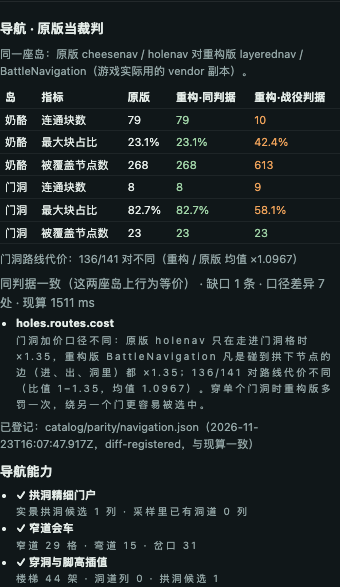 导航 · 原版当裁判
同一座岛：原版 cheesenav / holenav 对重构版 layerednav /
BattleNavigation（游戏实际用的 vendor 副本）。
岛 指标 原版 重构·同判据 重构·战役判据
奶酪 连通块数 79 79 10
奶酪 最大块占比 23.1% 23.1% 42.4%
奶酪 被覆盖节点数 268 268 613
门洞 连通块数 8 8 9
门洞 最大块占比 82.7% 82.7% 58.1%
门洞 被覆盖节点数 23 23 23
门洞路线代价：136/141 对不同（重构 / 原版 均值 ×1.0967）
同判据一致（这两座岛上行为等价） · 缺口 1 条 · 口径差异 7
处 · 现算 1511 ms
• holes.routes.cost
门洞加价口径不同：原版 holenav 只在走进门洞格时
×1.35，重构版 BattleNavigation 凡是碰到拱下节点的
边（进、出、洞里）都 ×1.35；136/141 对路线代价不同
（比值 1–1.35，均值 1.0967）。穿单个门洞时重构版多
罚一次，绕另一个门更容易被选中。
已登记：catalog/parity/navigation.json（2026-11-
23T16:07:47.917Z，diff-registered，与现算一致）
导航能力
• ✓ 拱洞精细门户
实景拱洞候选 1 列 · 采样里已有洞道 0 列
• ✓ 窄道会车
窄道 29 格 · 弯道 15 · 岔口 31
• ✓ 穿洞与脚高插值
楼梯 44 架 · 洞道列 0 · 拱洞候选 1